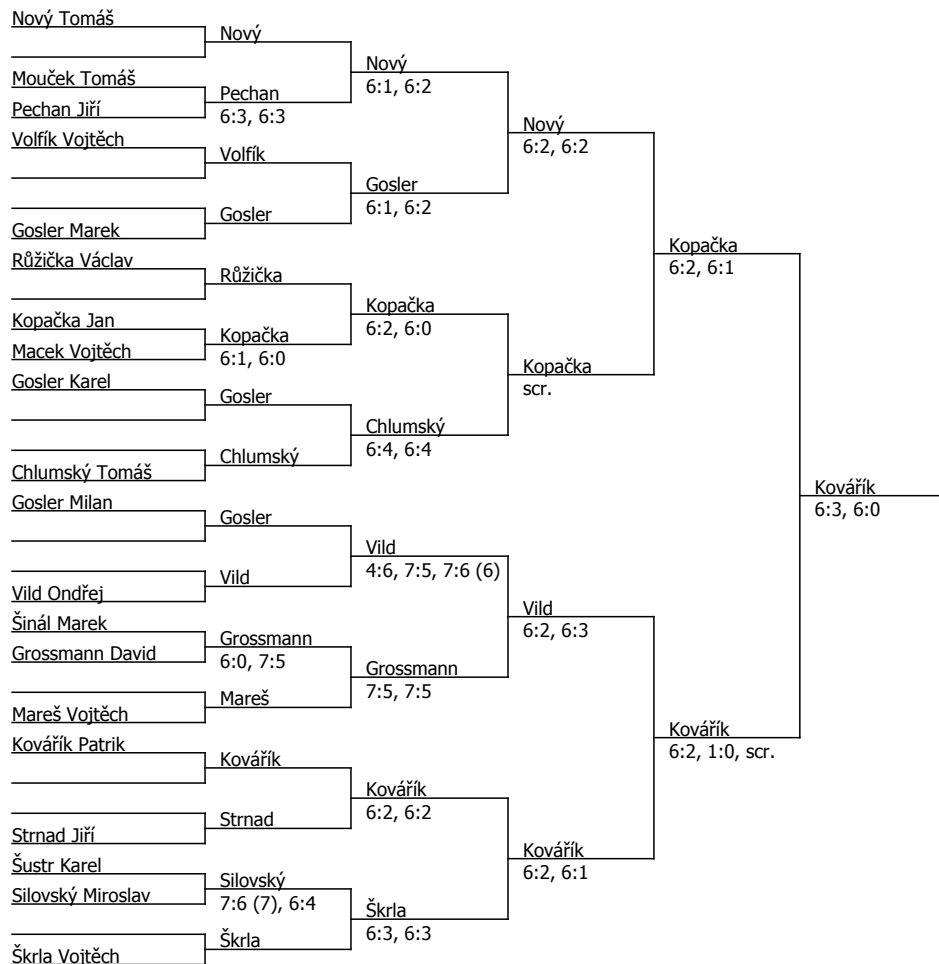 Nový Tomáš
Mouček Tomáš
Pechan Jiří
Volfík Vojtěch
Gosler Marek
Růžička Václav
Kopačka Jan
Macek Vojtěch
Gosler Karel
Chlumský Tomáš
Gosler Milan
Vild Ondřej
Šinál Marek
Grossmann David
Mareš Vojtěch
Kovářík Patrik
Strnad Jiří
Šustr Karel
Silovský Miroslav
Škrla Vojtěch
Nový
Pechan
6:3, 6:3
Volfík
Gosler
Růžička
Kopačka
6:1, 6:0
Gosler
Chlumský
Gosler
Vild
Grossmann
6:0, 7:5
Mareš
Kovářík
Strnad
Silovský
7:6 (7), 6:4
Škrla
Nový
6:1, 6:2
Gosler
6:1, 6:2
Kopačka
6:2, 6:0
Chlumský
6:4, 6:4
Vild
4:6, 7:5, 7:6 (6)
Grossmann
7:5, 7:5
Kovářík
6:2, 6:2
Škrla
6:3, 6:3
Nový
6:2, 6:2
Kopačka
scr.
Vild
6:2, 6:3
Kovářík
6:2, 6:1
Kopačka
6:2, 6:1
Kovářík
6:2, 1:0, scr.
Kovářík
6:3, 6:0